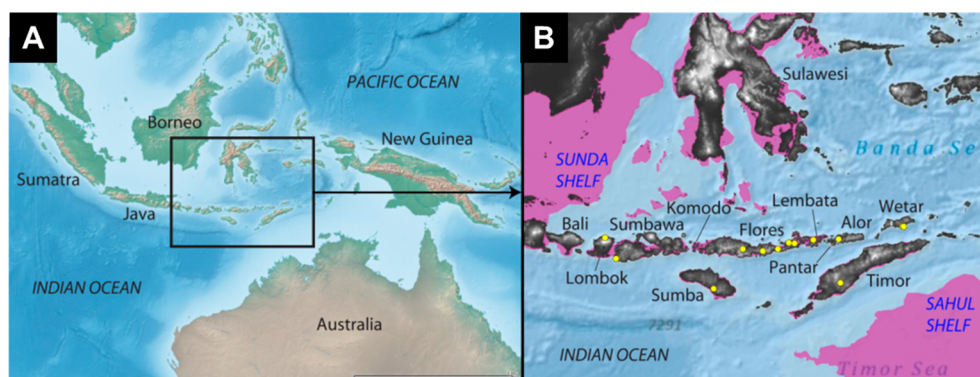 A
PACIFIC OCEAN
Borneo
New Guinea
Sumatra
Java
INDIAN OCEAN
Australia
B
Sulawesi
Banda Se
SUNDA
SHELF
Komodo
Lembata
Wetar
Bali
Sumbawa
Flores
Alor
Lombok
Pantar
Timor
Sumba
SAHUL
SHELF
7291
INDIAN OCEAN
Timor Sea